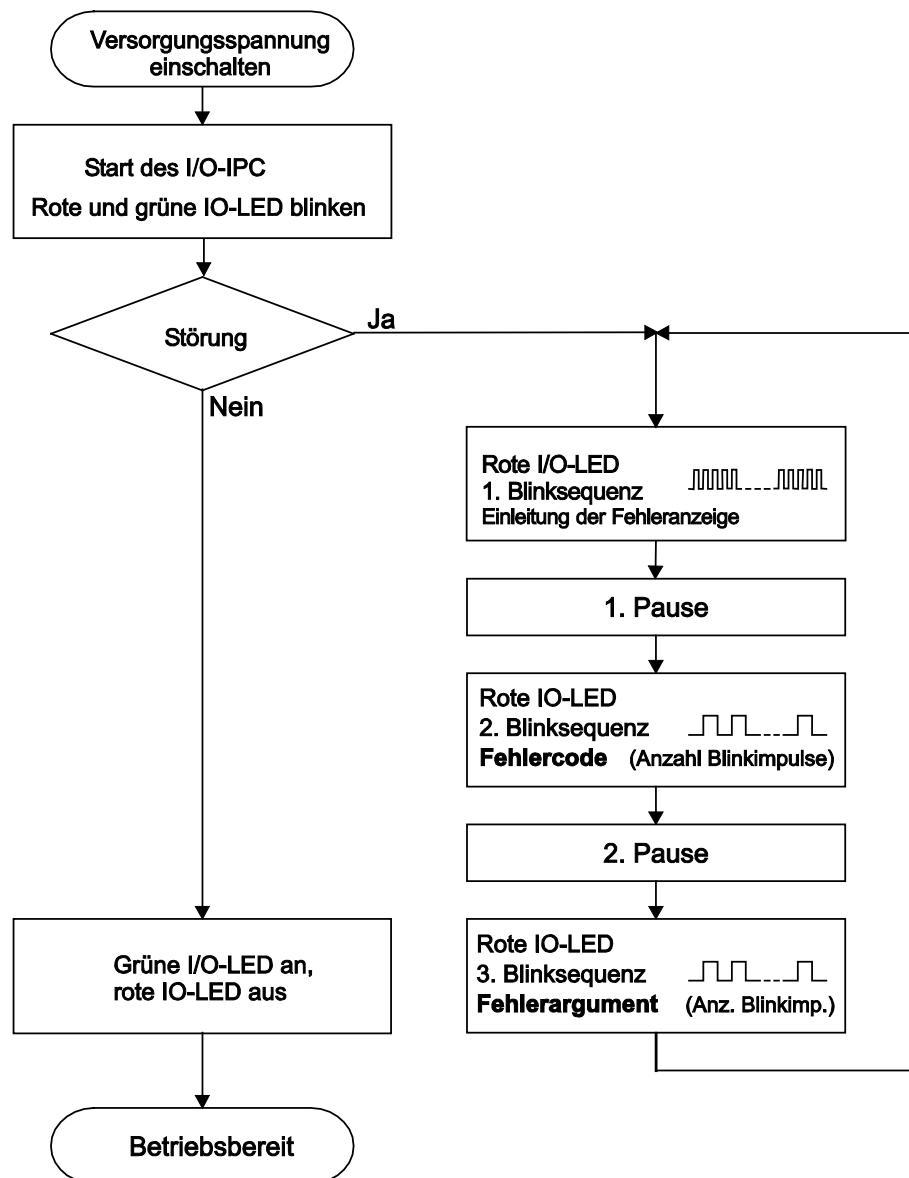 Versorgungsspannung
einschalten
Start des I/O-IPC
Rote und grüne IO-LED blinken
Störung
Ja
Nein
Rote I/O-LED
1. Blinksequenz
Einleitung der Fehleranzeige
1. Pause
Rote IO-LED
2. Blinksequenz
Fehlercode (Anzahl Blinkimpulse)
2. Pause
Rote IO-LED
3. Blinksequenz
Fehlerargument (Anz. Blinkimp.)
Grüne I/O-LED an,
rote IO-LED aus
Betriebsbereit